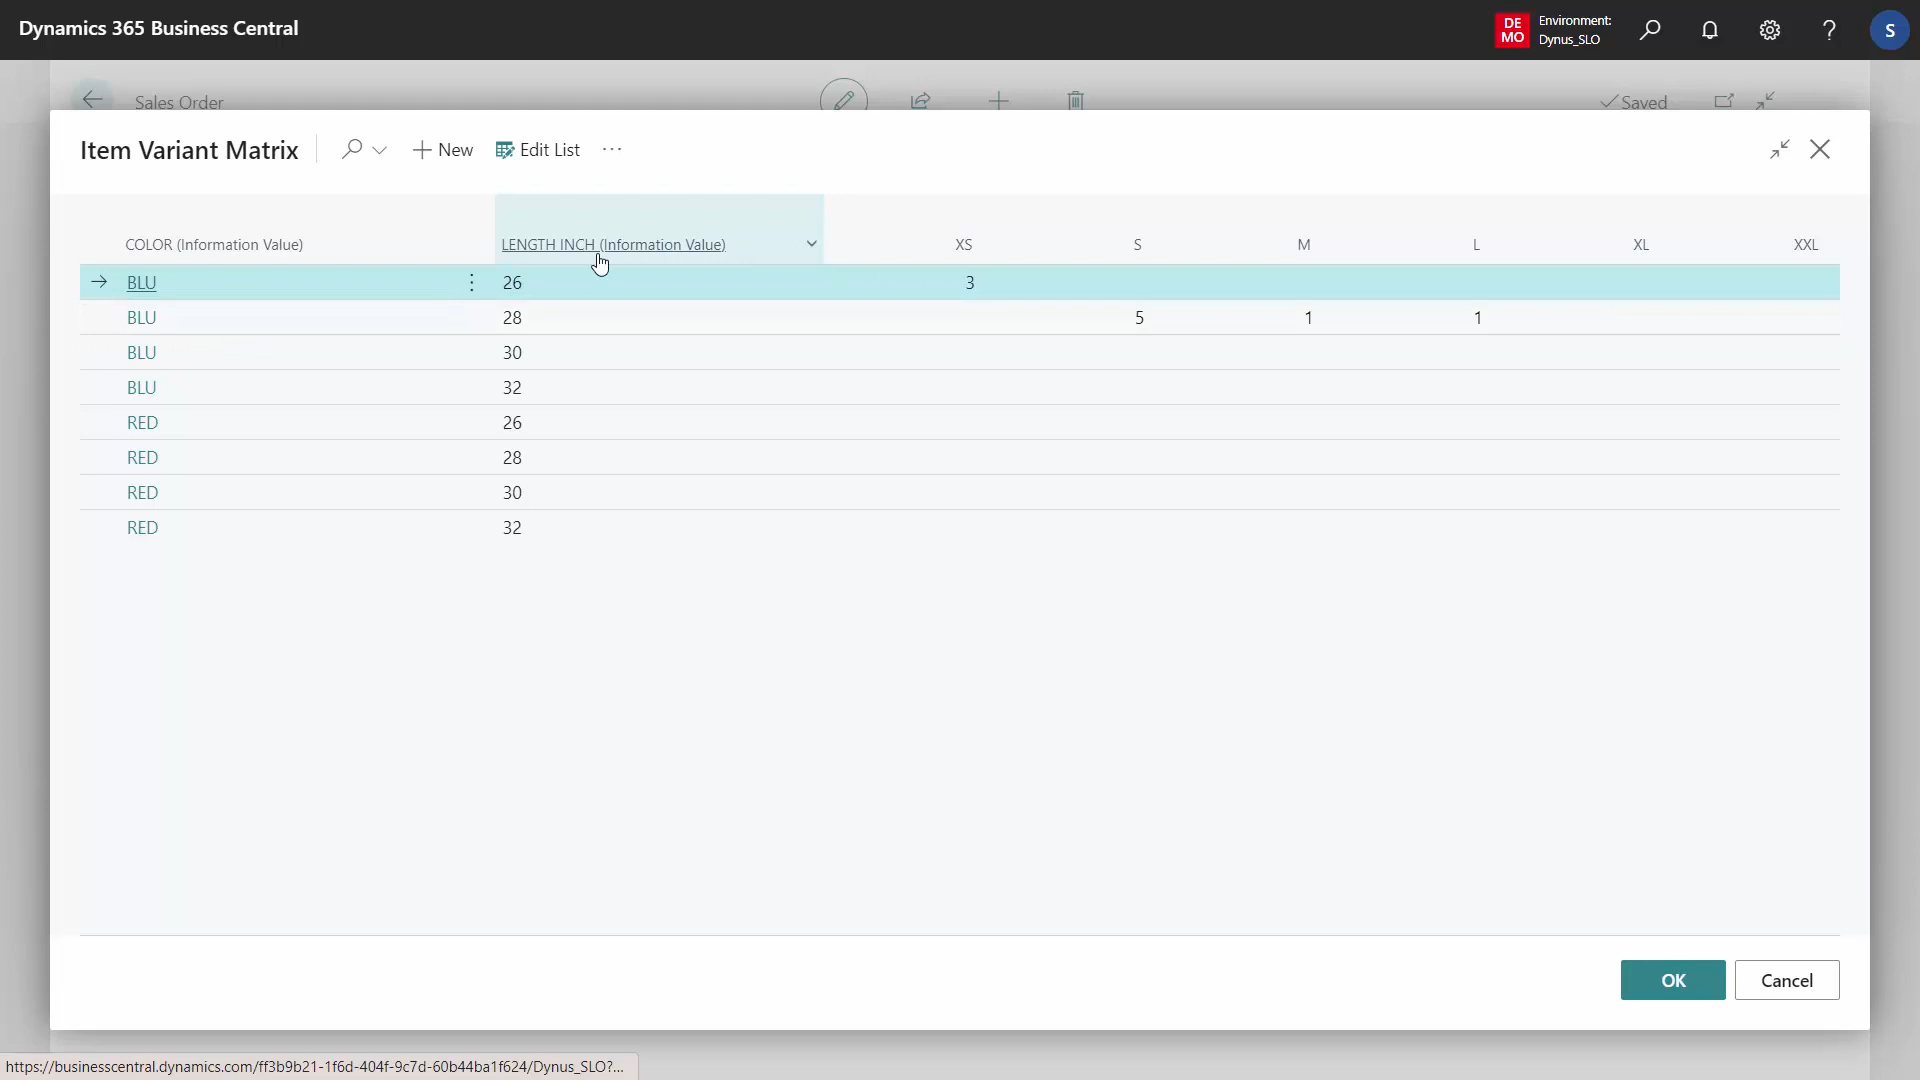 Dynamics 365 Business Central
DE
MO
Environment:
Dynus_SLO
?
S
Sales Order
Saved
Item Variant Matrix
New
Edit List
COLOR (Information Value) LENGTH INCH (Information Value) XS S M L XL XXL
BLU 26 3
BLU 28 5 1 1
BLU 30
BLU 32
RED 26
RED 28
RED 30
RED 32
OK Cancel
https://businesscentral.dynamics.com/ff3b9b21-1f6d-404f-9c7d-60b44ba1f624/Dynus_SLO?...